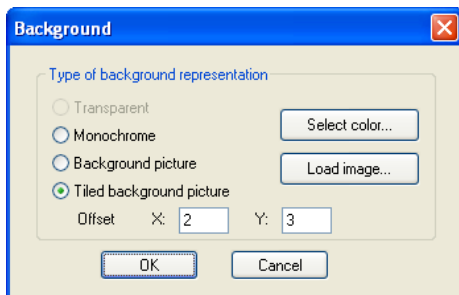 Background
Type of background representation
Transparent
Monochrome
Select color...
Background picture
Load image...
Tiled background picture
Offset X: 2 Y: 3
OK Cancel